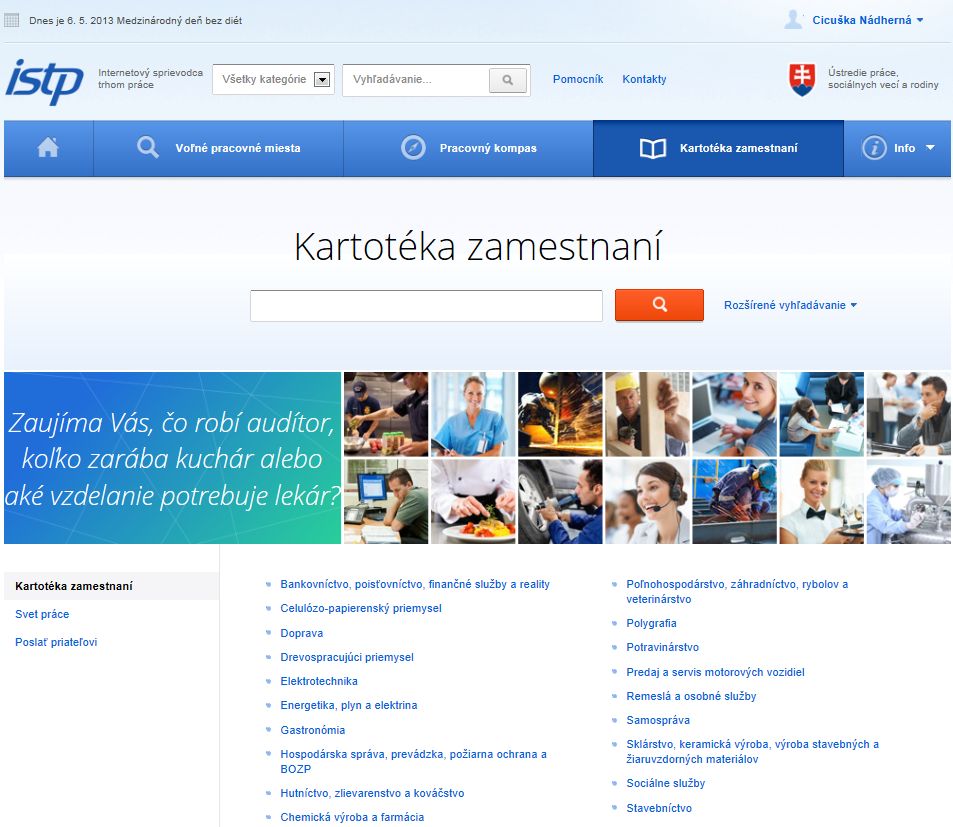 Dnes je 6. 5. 2013 Medzinárodný deň bez diét
Cicuška Nádherná
istp
Internetový sprievodca
trhom práce
Všetky kategórie
Vyhľadávanie...
Pomocník
Kontakty
Ústredie práce,
sociálnych vecí a rodiny
Voľné pracovné miesta
Pracovný kompas
Kartotéka zamestnaní
Info
Kartotéka zamestnaní
Rozšírené vyhľadávanie
Zaujíma Vás, čo robí audítor,
koľko zarába kuchár alebo
aké vzdelanie potrebuje lekár?
Kartotéka zamestnaní
Svet práce
Poslať priateľovi
Bankovníctvo, poisťovníctvo, finančné služby a reality
Celulózo-papierenský priemysel
Doprava
Drevospracujúci priemysel
Elektrotechnika
Energetika, plyn a elektrina
Gastronómia
Hospodárska správa, prevádzka, požiarna ochrana a
BOZP
Hutníctvo, zlievarenstvo a kováčstvo
Chemická výroba a farmácia
Poľnohospodárstvo, záhradníctvo, rybolov a
veterinárstvo
Polygrafia
Potravinárstvo
Predaj a servis motorových vozidiel
Remeslá a osobné služby
Samospráva
Sklárstvo, keramická výroba, výroba stavebných a
žiaruvzdorných materiálov
Sociálne služby
Stavebníctvo